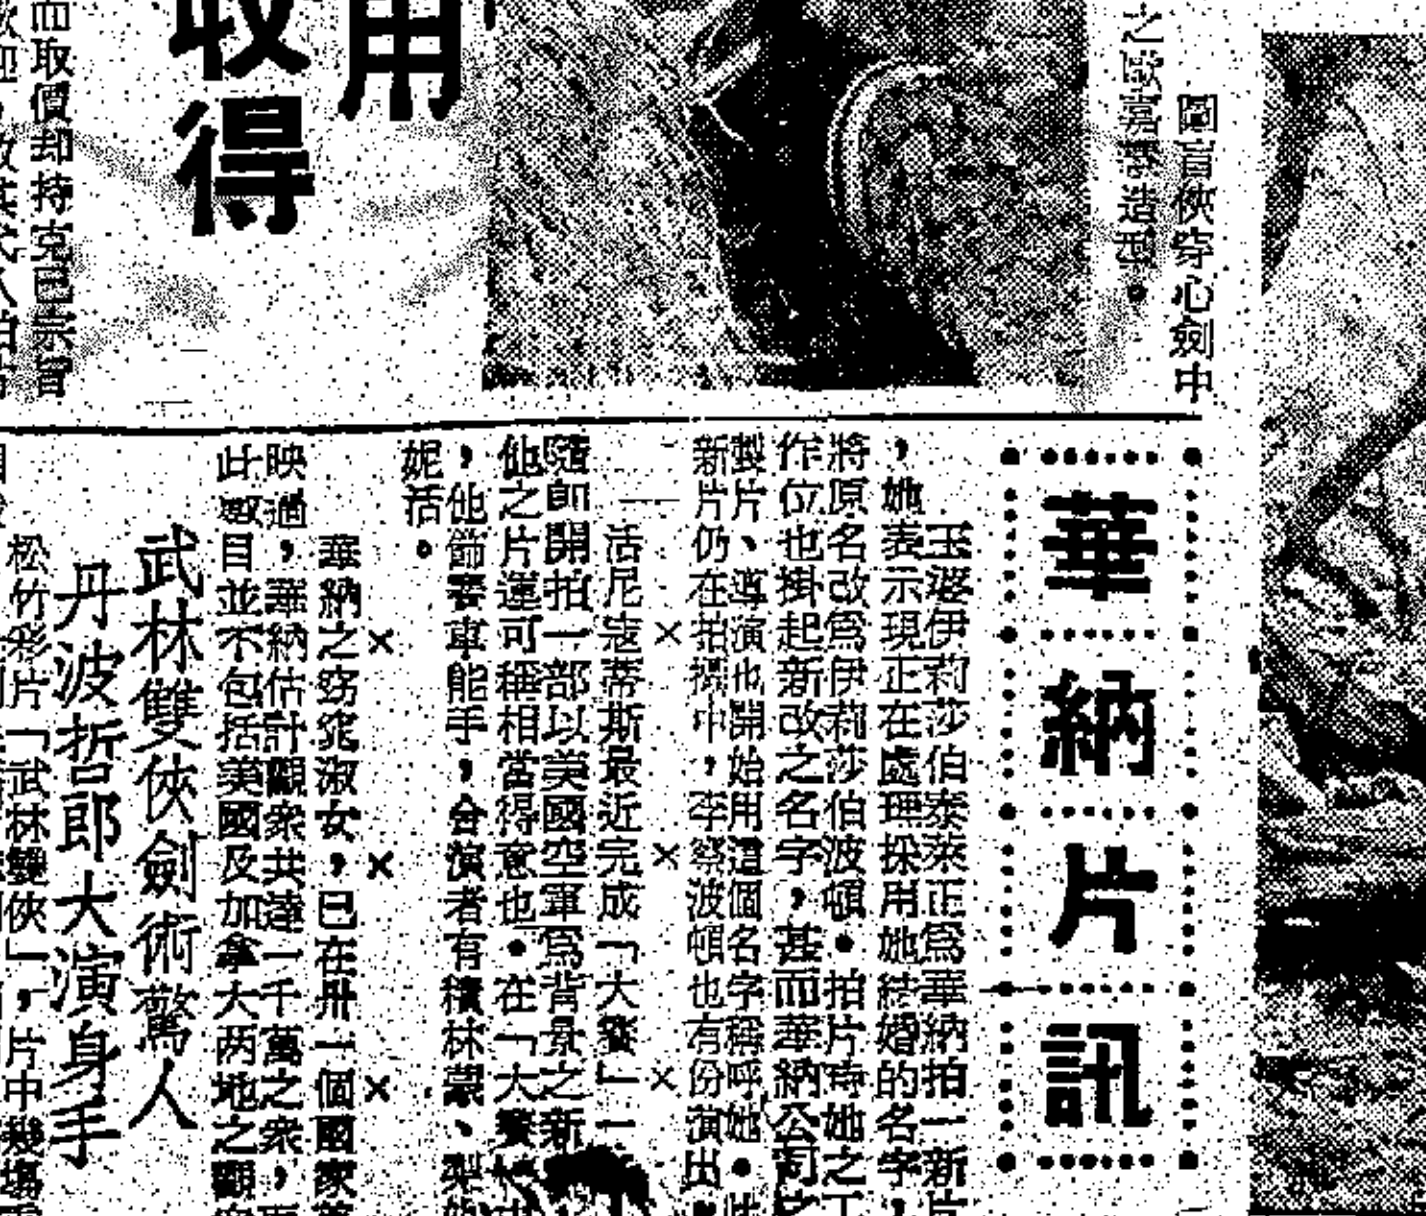 圖盲俠穿心劍中
之歐嘉慧造型。
用
收得
而取價却持克己宗旨
華納片訊
玉婆伊莉莎伯泰萊正為華納拍一新片
，她表示現正在處理採用她結婚的名字，
將原名改為伊莉莎伯波頓。拍片時她之工
作位也掛起新改之名字，甚而華納公司
製片、導演也開始用這個名字稱呼她。此
新片仍在拍攝中，李察波頓也有份演出。
活尼寇蒂斯最近完成「大賽」一
隨即開拍一部以美國空軍為背景之新
他之片運可稱相當得意也。在「大賽
，他飾賽車能手，合演者有積林蒙、梨
妮活。
× × ×
× × ×
華納之窈窕淑女，已在卅一個國家
映過，華納估計觀衆共達一千萬之衆，
此數目並不包括美國及加拿大两地之觀衆
武林雙俠劍術驚人
丹波哲郎大演身手
松竹彩片「武林雙俠」，片中幾場